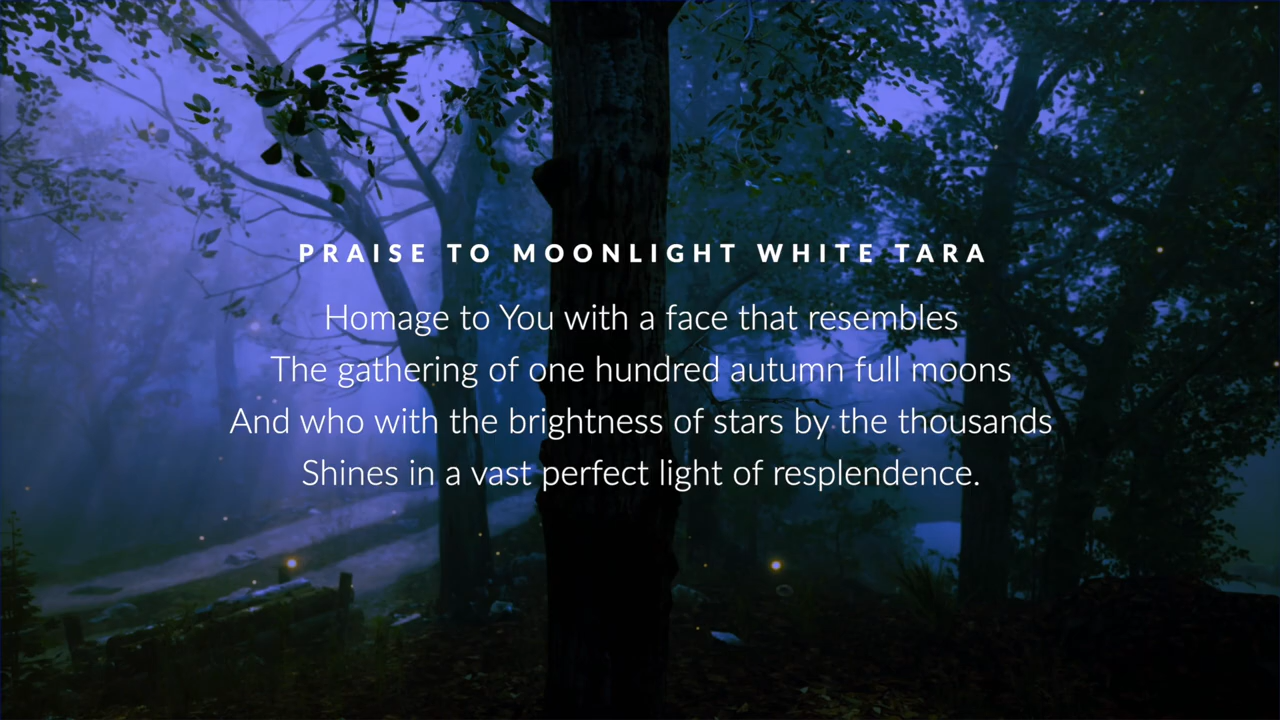 PRAISE TO MOONLIGHT WHITE TARA
Homage to You with a face that resembles
The gathering of one hundred autumn full moons
And who with the brightness of stars by the thousands
Shines in a vast perfect light of resplendence.